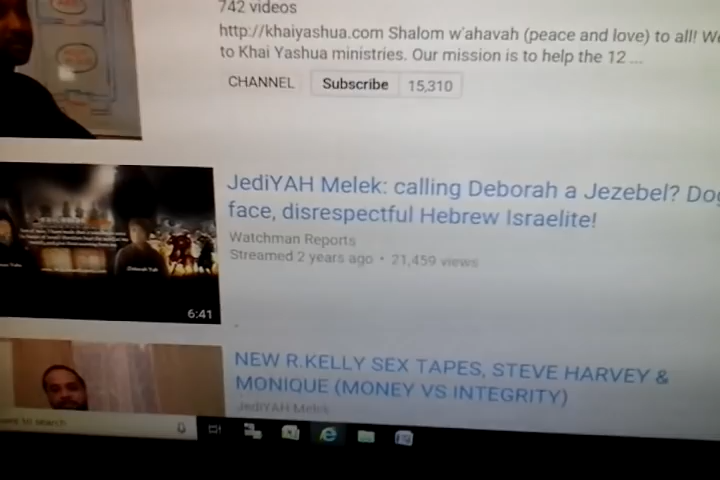 742 videos
http://khaiyashua.com Shalom w'ahavah (peace and love) to all! We
to Khai Yashua ministries. Our mission is to help the 12 ...
CHANNEL Subscribe 15,310
JediYAH Melek: calling Deborah a Jezebel? Dog
face, disrespectful Hebrew Israelite!
Watchman Reports
Streamed 2 years ago • 21,459 views
6:41
NEW R.KELLY SEX TAPES, STEVE HARVEY &
MONIQUE (MONEY VS INTEGRITY)
JediYAH Melek
to search